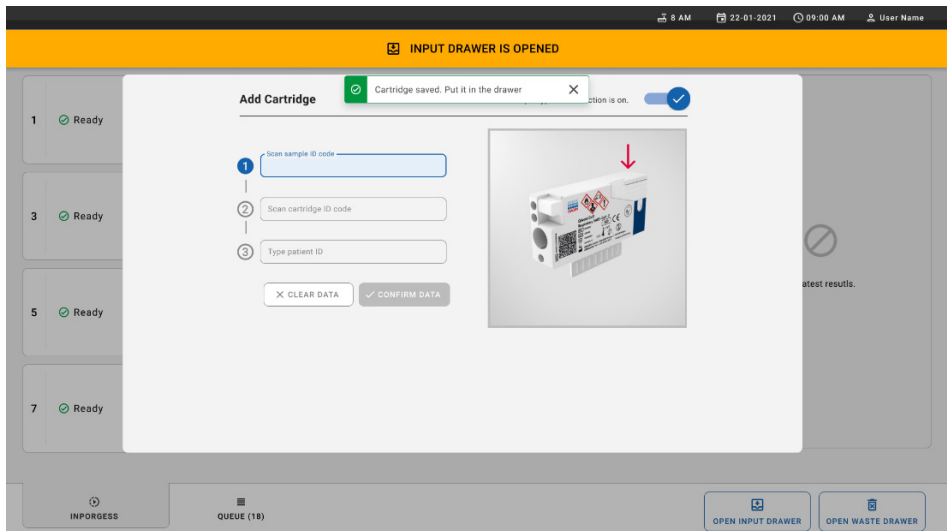 8 AM 22-01-2021 09:00 AM User Name
INPUT DRAWER IS OPENED
Cartridge saved. Put it in the drawer
Add Cartridge
ction is on.
1 Ready
Scan sample ID code
1
2 Scan cartridge ID code
3 Ready
3 Type patient ID
CLEAR DATA CONFIRM DATA
atest resutls.
5 Ready
7 Ready
INPORGESS
QUEUE (18)
OPEN INPUT DRAWER
OPEN WASTE DRAWER